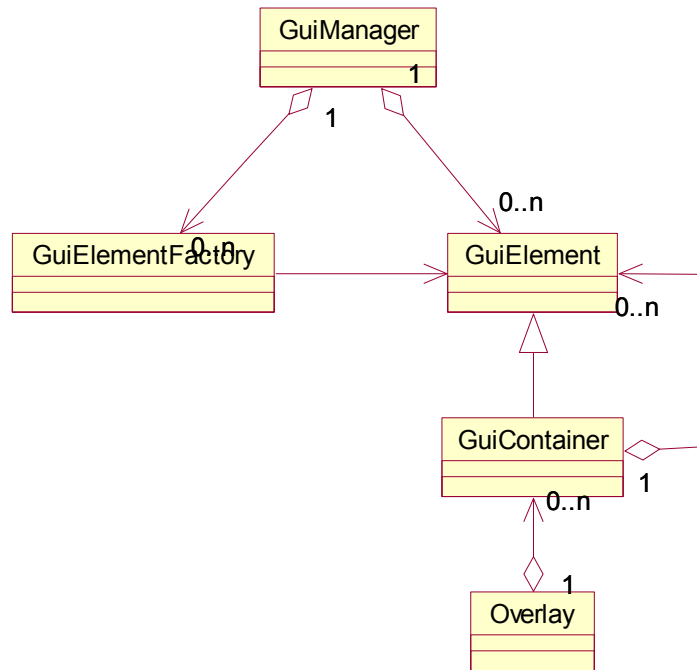 GuiManager
1
1
0..n
0..n
GuiElementFactory
GuiElement
0..n
GuiContainer
1
0..n
1
Overlay